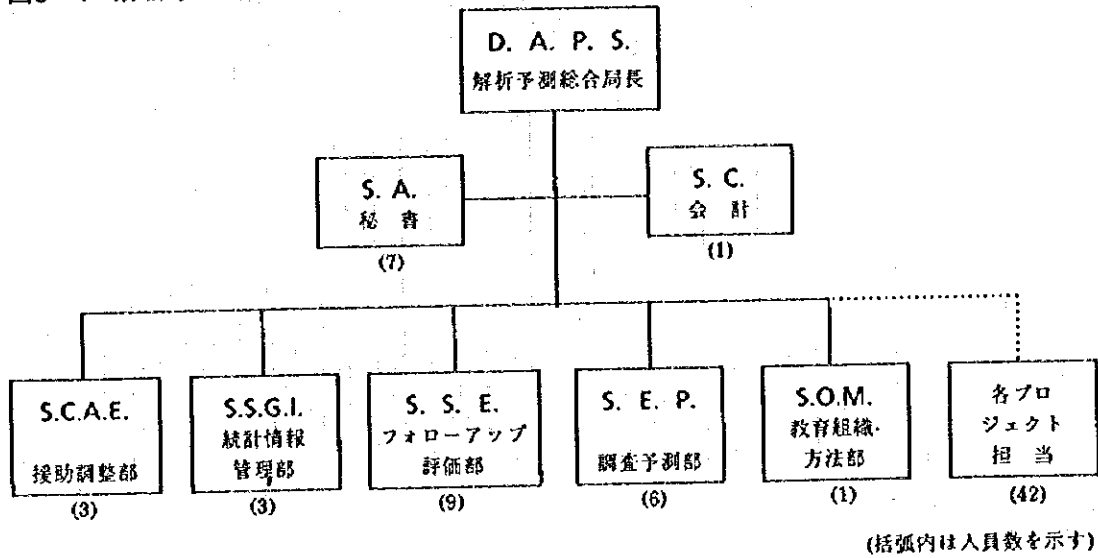 D. A. P. S.
解析予測総合局長
S. A.
秘書
(7)
S. C.
会計
(1)
S.C.A.E.
援助調整部
(3)
S.S.G.I.
統計情報
管理部
(3)
S. S. E.
フォローアップ
評価部
(9)
S. E. P.
調査予測部
(6)
S.O.M.
教育組織・
方法部
(1)
各プロ
ジェクト
担当
(42)
(括弧内は人員数を示す)